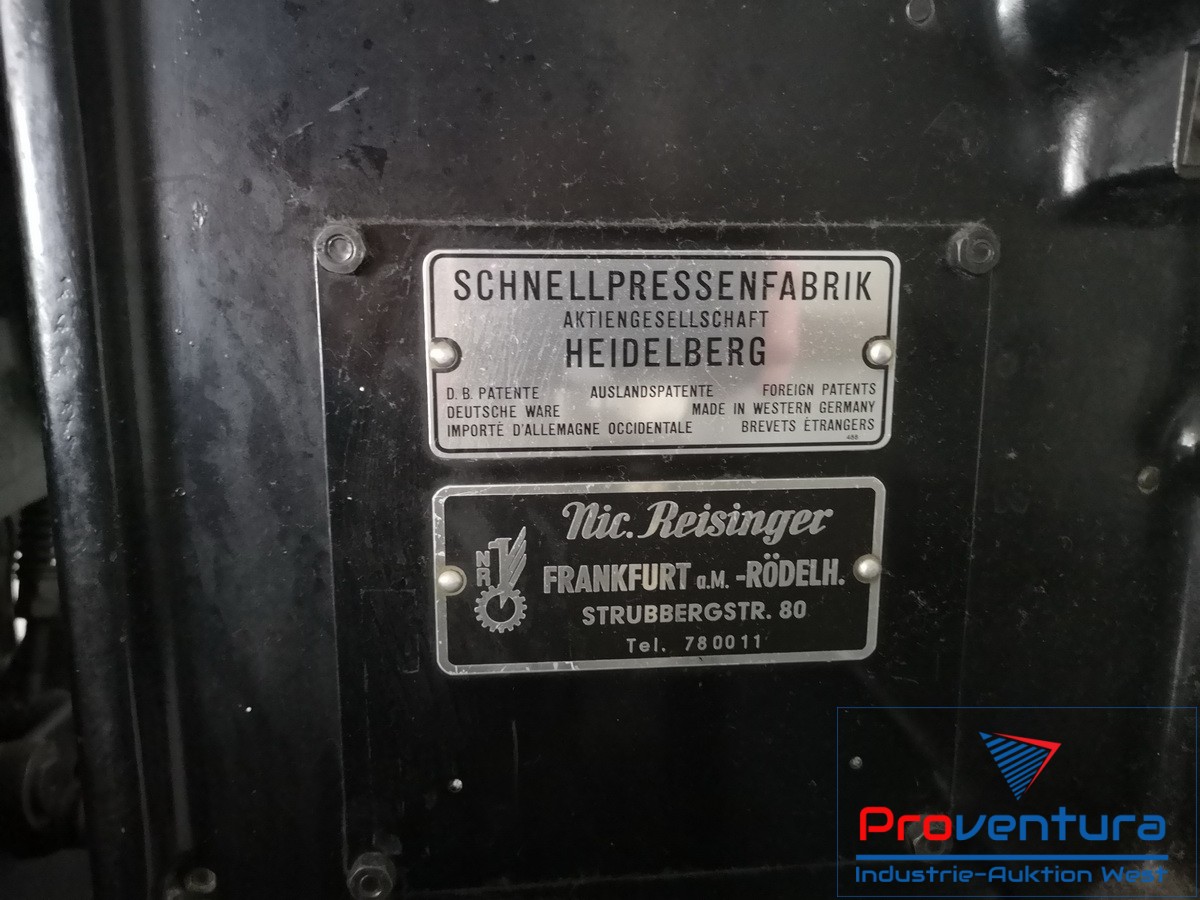 SCHNELLPRESSENFABRIK
AKTIENGESELLSCHAFT
HEIDELBERG
D. B. PATENTE AUSLANDSPATENTE FOREIGN PATENTS
DEUTSCHE WARE MADE IN WESTERN GERMANY
IMPORTÉ D'ALLEMAGNE OCCIDENTALE BREVETS ÉTRANGERS
488
Nic. Reisinger
NR
FRANKFURT a.M. -RÖDELH.
STRUBBERGSTR. 80
Tel. 780011
Proventura
Industrie-Auktion West